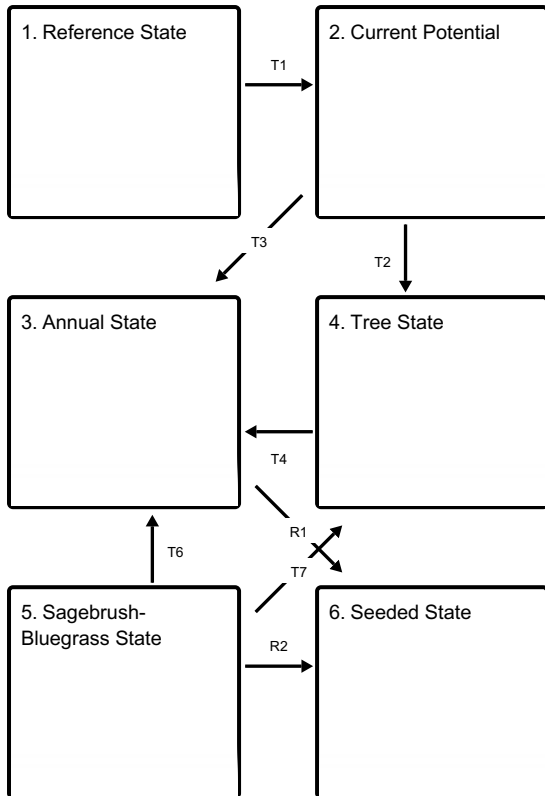 1. Reference State
2. Current Potential
T1
T3
T2
3. Annual State
4. Tree State
T4
R1
T6
T7
5. Sagebrush-
Bluegrass State
R2
6. Seeded State